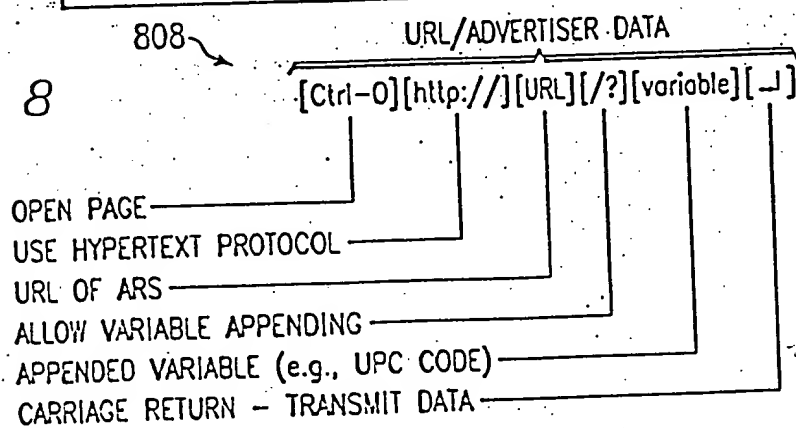 808
URL/ADVERTISER DATA
8
[Ctrl-O][http://][URL][/?][variable][↵]
OPEN PAGE
USE HYPERTEXT PROTOCOL
URL OF ARS
ALLOW VARIABLE APPENDING
APPENDED VARIABLE (e.g., UPC CODE)
CARRIAGE RETURN - TRANSMIT DATA